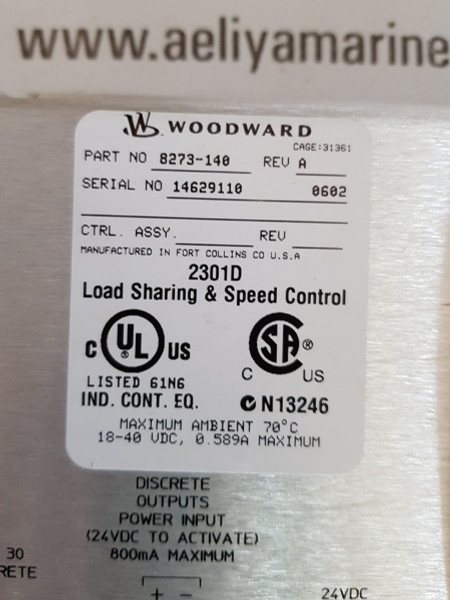 www.aeliyamarine
WOODWARD
CAGE:31361
PART NO 8273-140 REV A
SERIAL NO 14629110 0602
CTRL. ASSY. REV
MANUFACTURED IN FORT COLLINS CO U.S.A
2301D
Load Sharing & Speed Control
C UL ® US
SA ®
C US
LISTED 61N6
IND. CONT. EQ.
N13246
MAXIMUM AMBIENT 70°C
18-40 VDC, 0.589A MAXIMUM
DISCRETE
OUTPUTS
POWER INPUT
(24VDC TO ACTIVATE)
800mA MAXIMUM
30
RETE
+ -
24VDC